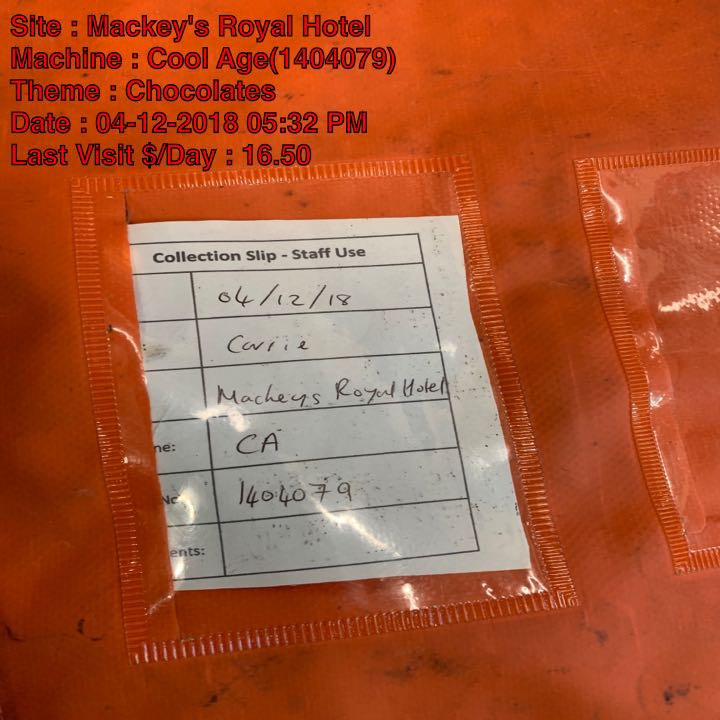 Site : Mackey's Royal Hotel
Machine : Cool Age(1404079)
Theme : Chocolates
Date : 04-12-2018 05:32 PM
Last Visit $/Day : 16.50
Collection Slip - Staff Use
04/12/18
: Carrie
Mackeys Royal Hotel
ne: CA
No: 1404079
ents: